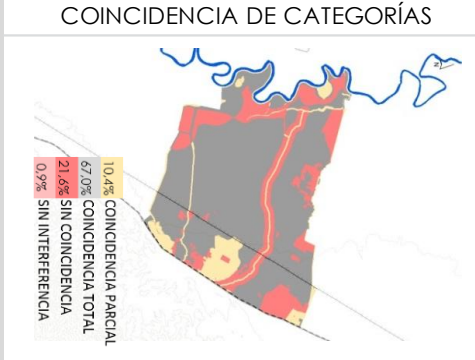 COINCIDENCIA DE CATEGORÍAS
N
10,4% COINCIDENCIA PARCIAL
67,0% COINCIDENCIA TOTAL
21,6% SIN COINCIDENCIA
0,9% SIN INTERFERENCIA